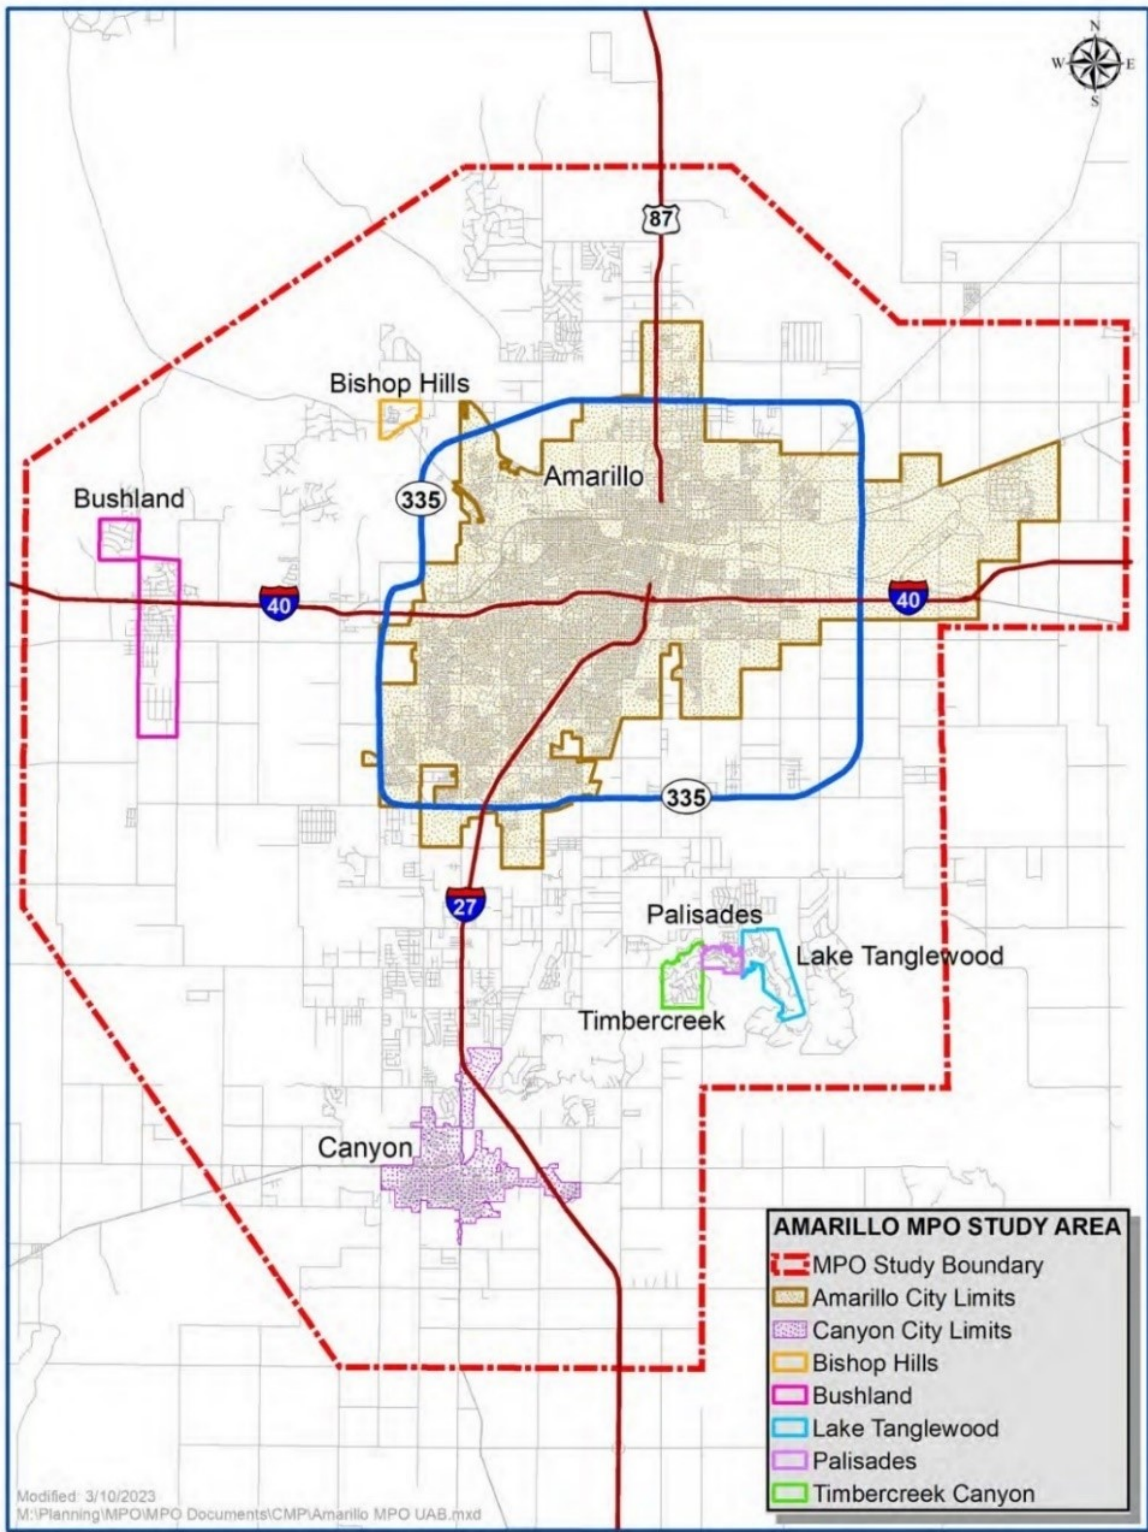 N
W E
S
87
Bishop Hills
Amarillo
335
Bushland
40
40
335
27
Palisades
Lake Tanglewood
Timbercreek
Canyon
AMARILLO MPO STUDY AREA
MPO Study Boundary
Amarillo City Limits
Canyon City Limits
Bishop Hills
Bushland
Lake Tanglewood
Palisades
Timbercreek Canyon
Modified: 3/10/2023
M:\Planning\MPO\MPO Documents\CMP\Amarillo MPO UAB.mxd